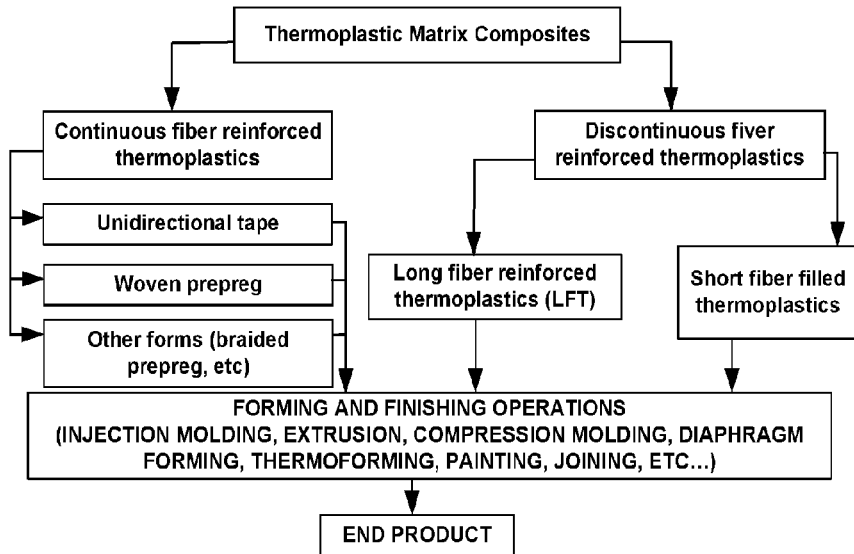 Thermoplastic Matrix Composites
Continuous fiber reinforced
thermoplastics
Discontinuous fiver
reinforced thermoplastics
Unidirectional tape
Woven prepreg
Other forms (braided
prepreg, etc)
Long fiber reinforced
thermoplastics (LFT)
Short fiber filled
thermoplastics
FORMING AND FINISHING OPERATIONS
(INJECTION MOLDING, EXTRUSION, COMPRESSION MOLDING, DIAPHRAGM
FORMING, THERMOFORMING, PAINTING, JOINING, ETC...)
END PRODUCT